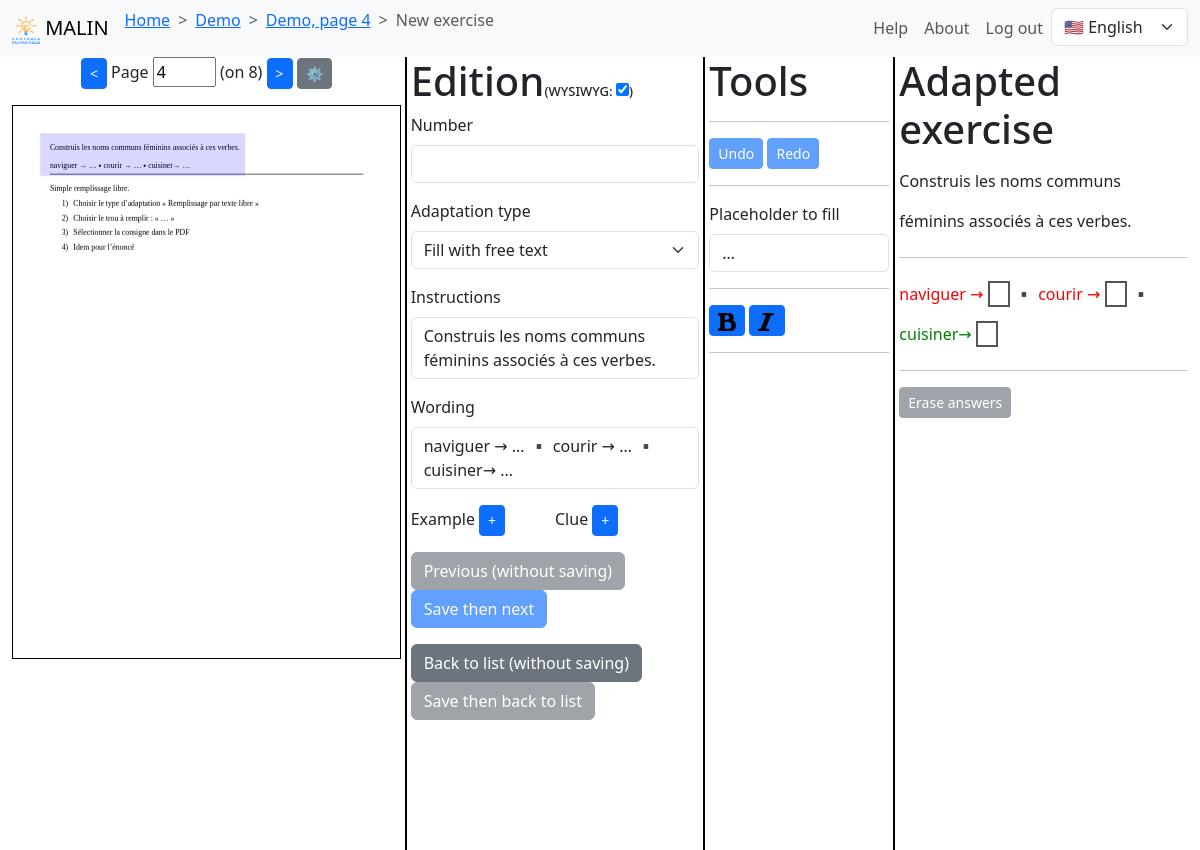 MALIN
Home > Demo > Demo, page 4 > New exercise
Help About Log out 🇺🇸 English
< Page 4 (on 8) > ⚙️
Construis les noms communs féminins associés à ces verbes.
naviguer → … ▪ courir → … ▪ cuisiner→ …
Simple remplissage libre.
1) Choisir le type d’adaptation « Remplissage par texte libre »
2) Choisir le trou à remplir : « … »
3) Sélectionner la consigne dans le PDF
4) Idem pour l’énoncé
Edition(WYSIWYG: )
Number
Adaptation type
Fill with free text
Instructions
Construis les noms communs
féminins associés à ces verbes.
Wording
naviguer → … ▪ courir → … ▪
cuisiner→ …
Example + Clue +
Previous (without saving)
Save then next
Back to list (without saving)
Save then back to list
Tools
Undo Redo
Placeholder to fill
…
B I
Adapted
exercise
Construis les noms communs
féminins associés à ces verbes.
naviguer → ▪ courir → ▪
cuisiner→
Erase answers